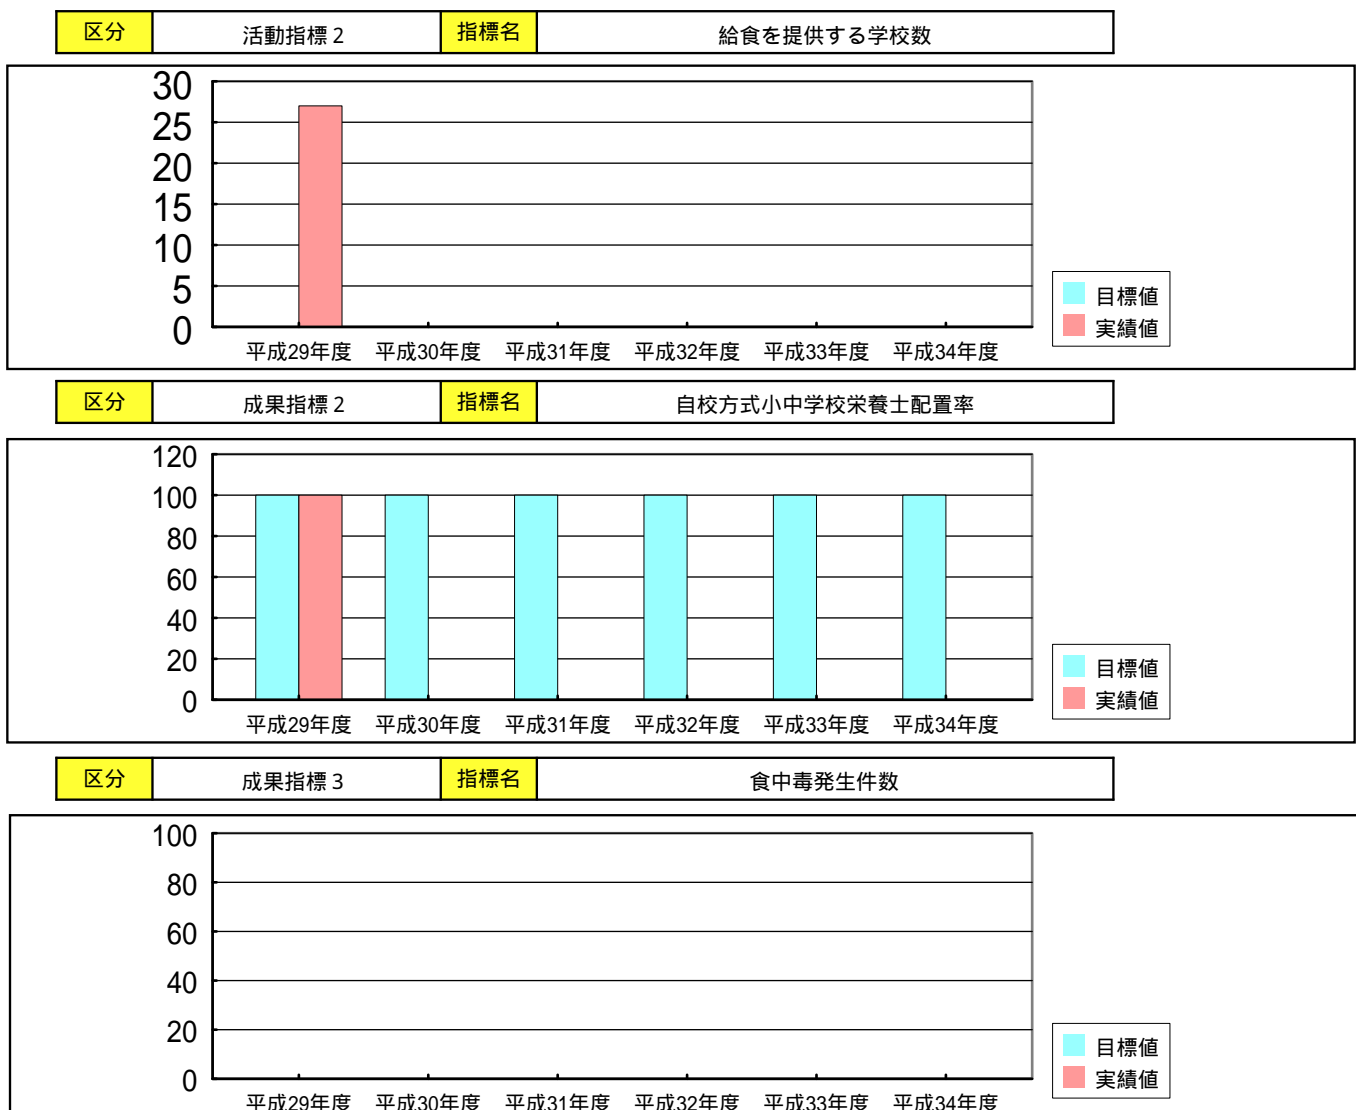 区分 活動指標２ 指標名 給食を提供する学校数
30
25
20
15
10
5
0
平成29年度 平成30年度 平成31年度 平成32年度 平成33年度 平成34年度
目標値
実績値
区分 成果指標２ 指標名 自校方式小中学校栄養士配置率
120
100
80
60
40
20
0
平成29年度 平成30年度 平成31年度 平成32年度 平成33年度 平成34年度
目標値
実績値
区分 成果指標３ 指標名 食中毒発生件数
100
80
60
40
20
0
平成29年度 平成30年度 平成31年度 平成32年度 平成33年度 平成34年度
目標値
実績値